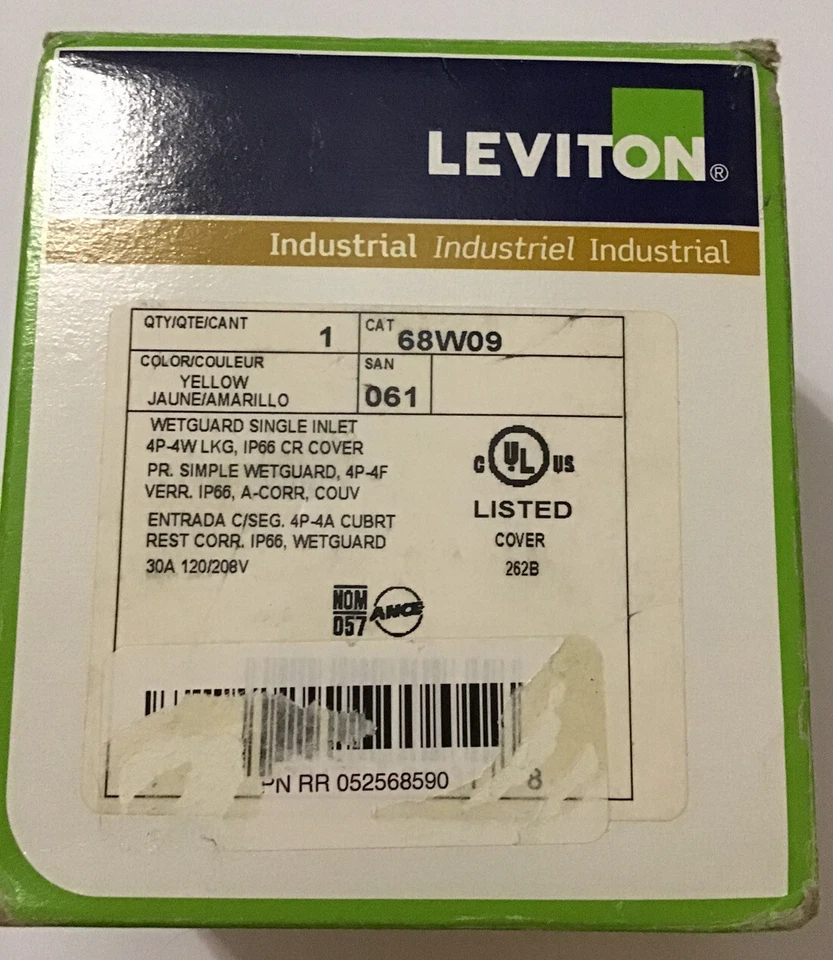 LEVITON®
Industrial Industriel Industrial
QTY/QTE/CANT 1
CAT 68W09
COLOR/COULEUR
YELLOW
JAUNE/AMARILLO
SAN
061
WETGUARD SINGLE INLET
4P-4W LKG, IP66 CR COVER
PR. SIMPLE WETGUARD, 4P-4F
VERR. IP66, A-CORR, COUV
ENTRADA C/SEG. 4P-4A CUBRT
REST CORR. IP66, WETGUARD
30A 120/208V
C UL US
LISTED
COVER
262B
NOM
057
ANCE
PN RR 052568590
8